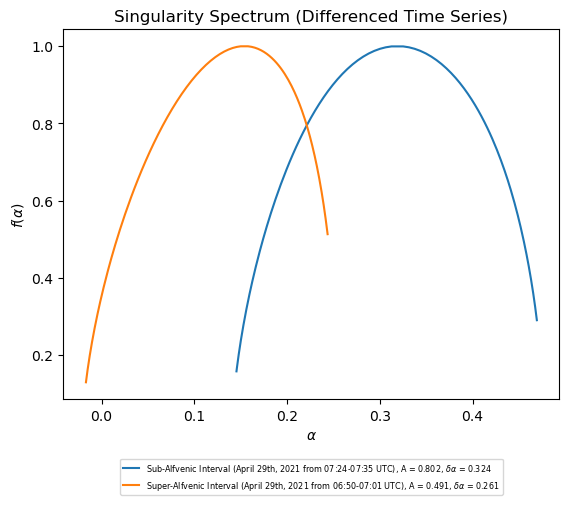 Singularity Spectrum (Differenced Time Series)
1.0
0.8
0.6
0.4
0.2
f(α)
0.0 0.1 0.2 0.3 0.4
α
Sub-Alfvenic Interval (April 29th, 2021 from 07:24-07:35 UTC), A = 0.802, δα = 0.324
Super-Alfvenic Interval (April 29th, 2021 from 06:50-07:01 UTC), A = 0.491, δα = 0.261